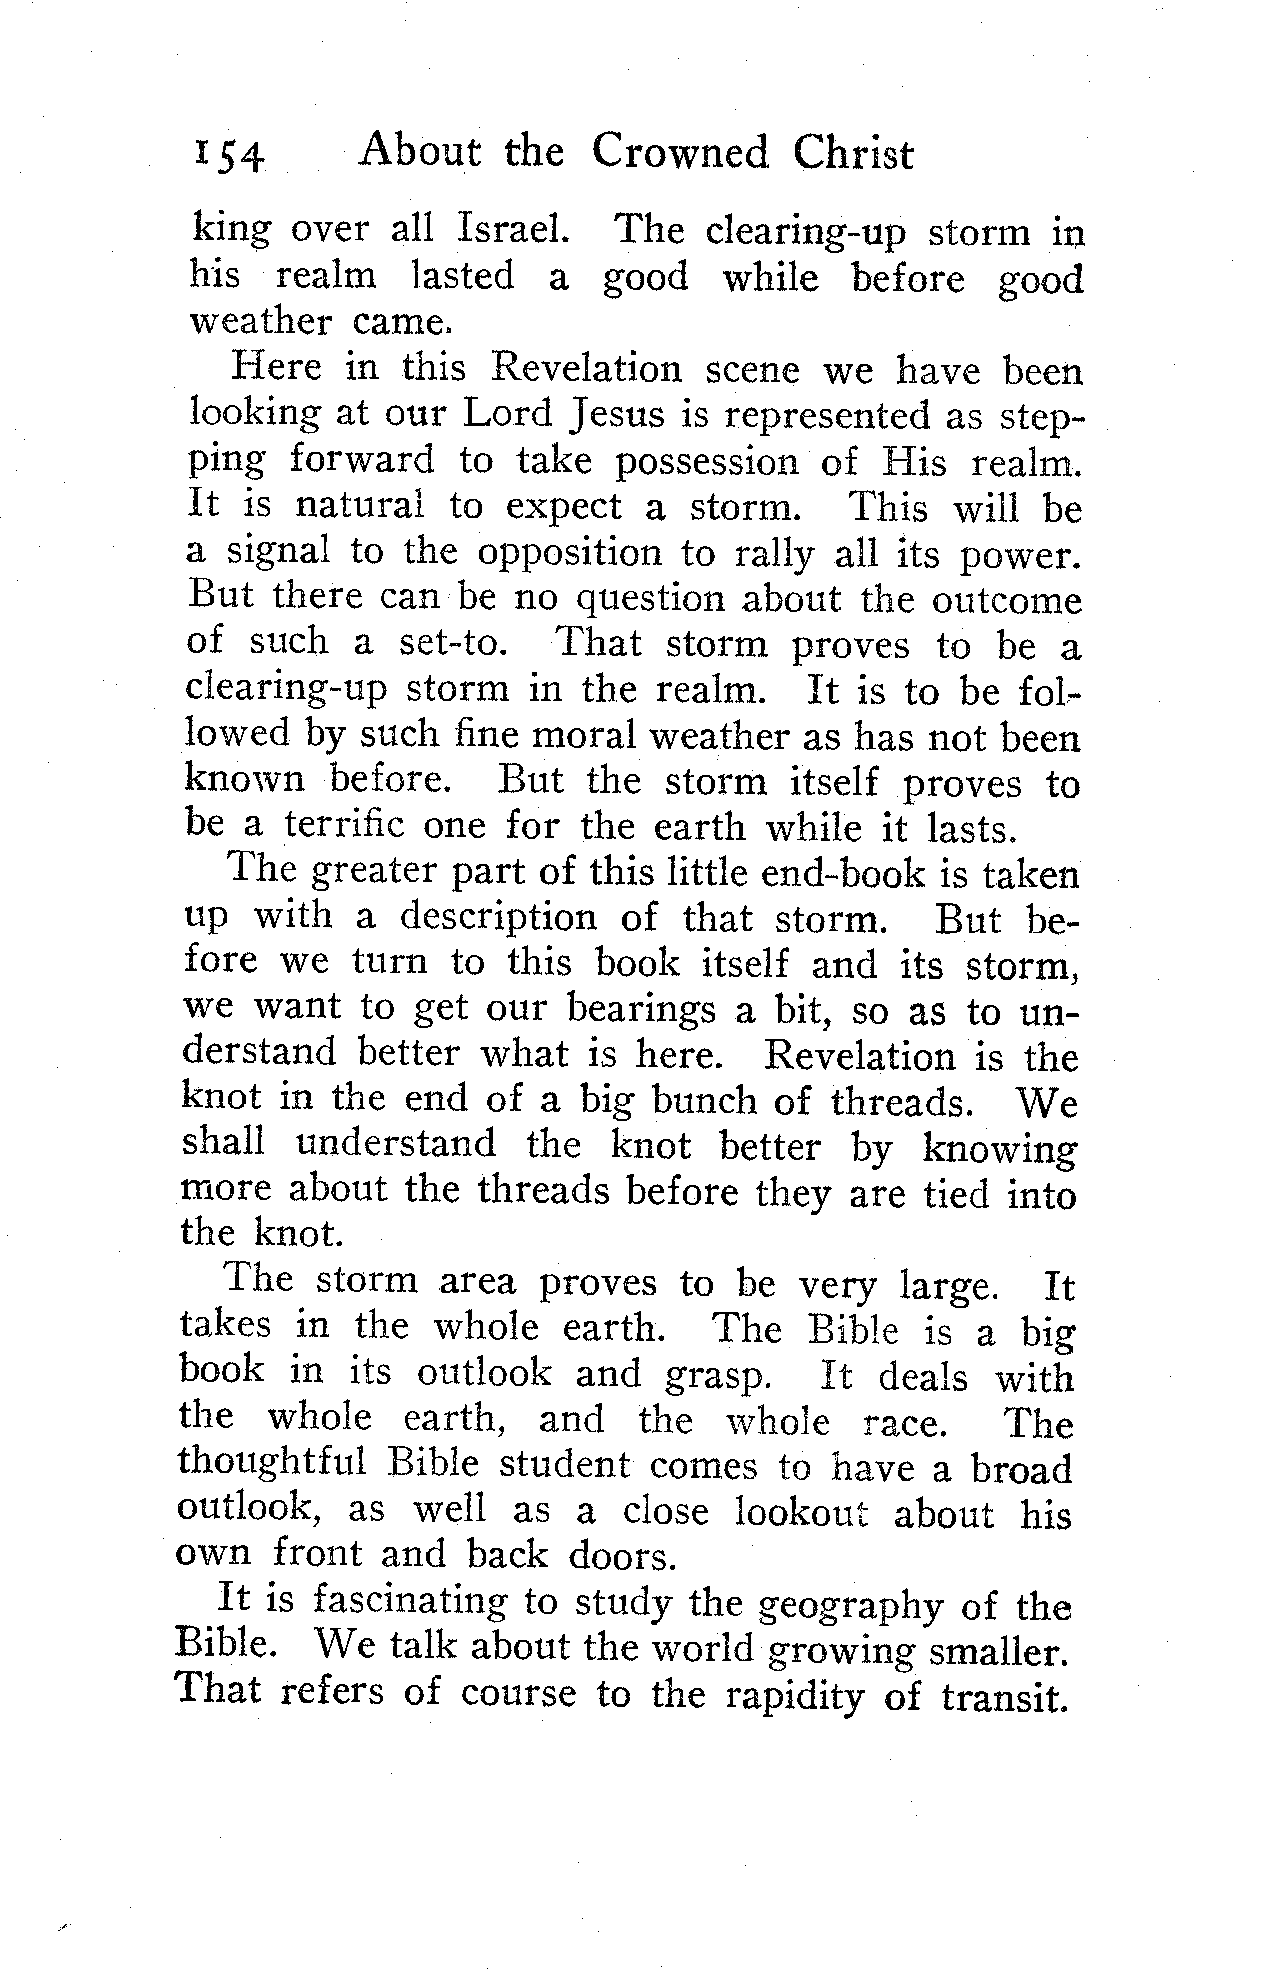 154 About the Crowned Christ
king over all Israel. The clearing-up storm in
his realm lasted a good while before good
weather came.
Here in this Revelation scene we have been
looking at our Lord Jesus is represented as step-
ping forward to take possession of His realm.
It is natural to expect a storm. This will be
a signal to the opposition to rally all its power.
But there can be no question about the outcome
of such a set-to. That storm proves to be a
clearing-up storm in the realm. It is to be fol-
lowed by such fine moral weather as has not been
known before. But the storm itself proves to
be a terrific one for the earth while it lasts.
The greater part of this little end-book is taken
up with a description of that storm. But be-
fore we turn to this book itself and its storm,
we want to get our bearings a bit, so as to un-
derstand better what is here. Revelation is the
knot in the end of a big bunch of threads. We
shall understand the knot better by knowing
more about the threads before they are tied into
the knot.
The storm area proves to be very large. It
takes in the whole earth. The Bible is a big
book in its outlook and grasp. It deals with
the whole earth, and the whole race. The
thoughtful Bible student comes to have a broad
outlook, as well as a close lookout about his
own front and back doors.
It is fascinating to study the geography of the
Bible. We talk about the world growing smaller.
That refers of course to the rapidity of transit.